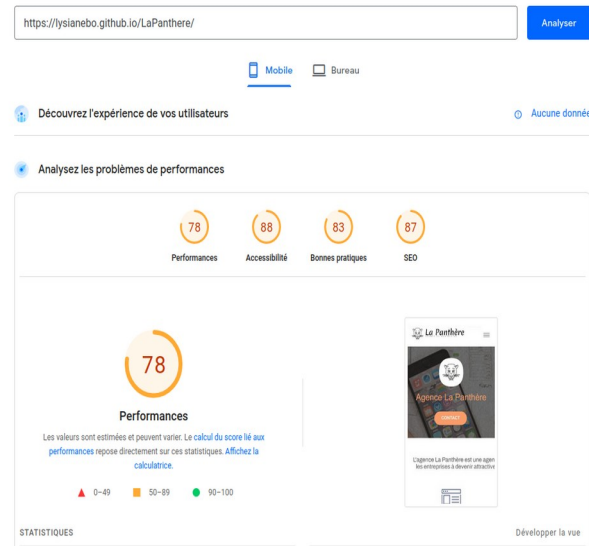 https://lysianebo.github.io/LaPanthere/
Analyser
Mobile
Bureau
Découvrez l'expérience de vos utilisateurs
Aucune donnée
Analysez les problèmes de performances
78
88
83
87
Performances
Accessibilité
Bonnes pratiques
SEO
78
Performances
Les valeurs sont estimées et peuvent varier. Le calcul du score lié aux
performances repose directement sur ces statistiques. Affichez la
calculatrice.
0–49
50–89
90–100
La Panthère
Agence La Panthère
CONTACT
L'agence La Panthère est une agen
les entreprises à devenir attractive
STATISTIQUES
Développer la vue